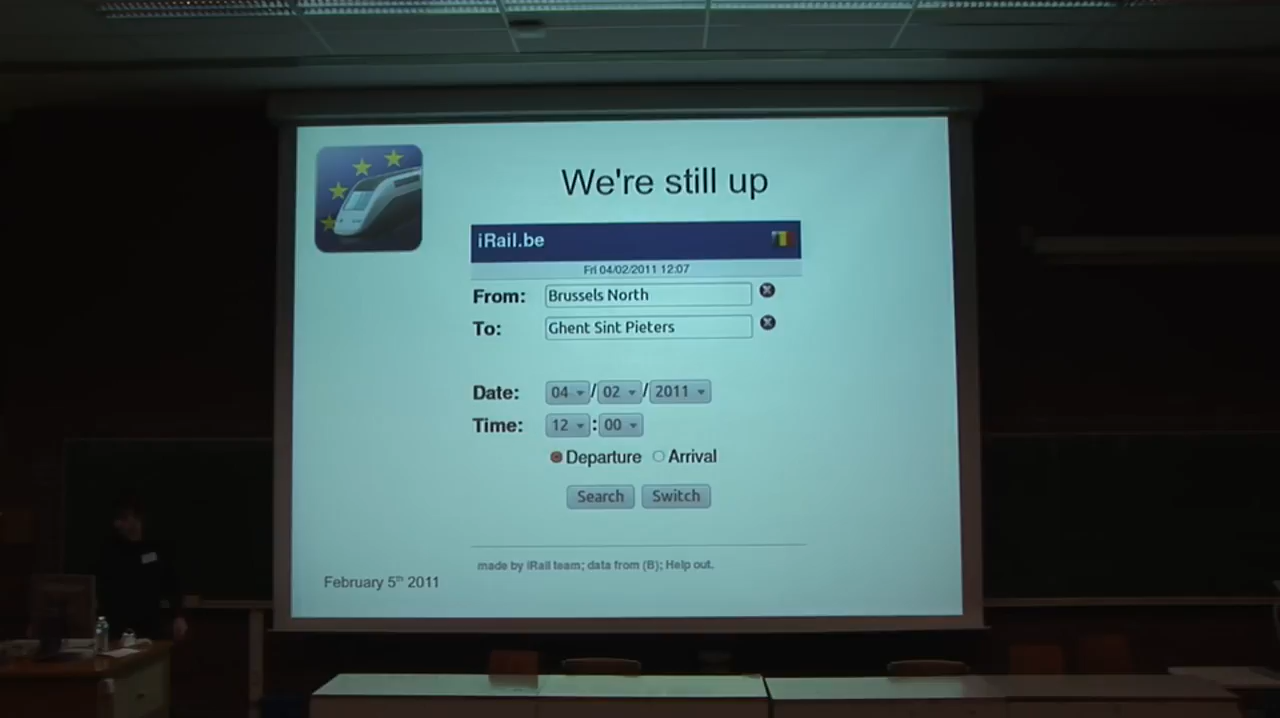 We're still up
iRail.be
Fri 04/02/2011 12:07
From: Brussels North
To: Ghent Sint Pieters
Date: 04 / 02 / 2011
Time: 12 : 00
Departure Arrival
Search Switch
made by iRail team; data from (B); Help out.
February 5th 2011